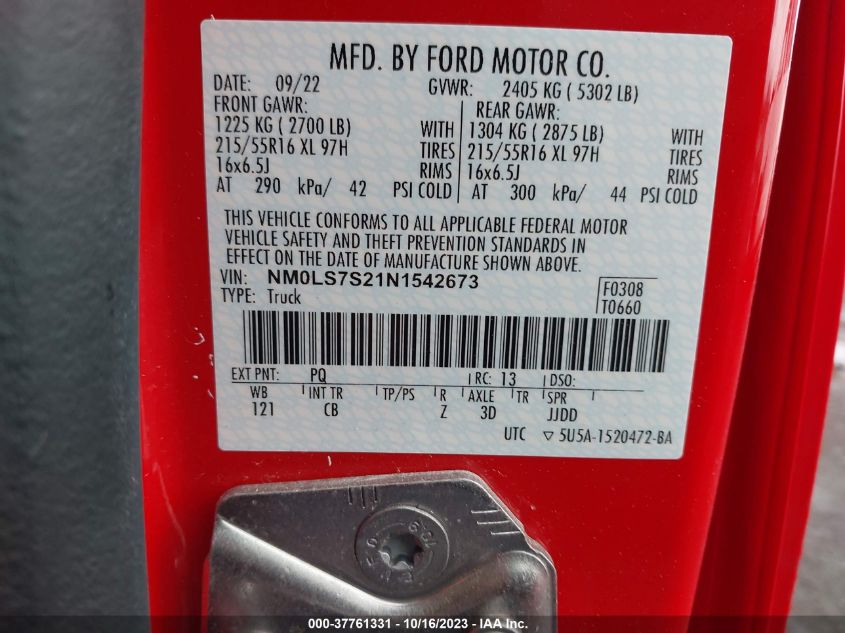 MFD. BY FORD MOTOR CO.
DATE: 09/22 GVWR: 2405 KG ( 5302 LB)
FRONT GAWR: REAR GAWR:
1225 KG ( 2700 LB) WITH 1304 KG ( 2875 LB) WITH
215/55R16 XL 97H TIRES 215/55R16 XL 97H TIRES
16x6.5J RIMS 16x6.5J RIMS
AT 290 kPa/ 42 PSI COLD AT 300 kPa/ 44 PSI COLD
THIS VEHICLE CONFORMS TO ALL APPLICABLE FEDERAL MOTOR
VEHICLE SAFETY AND THEFT PREVENTION STANDARDS IN
EFFECT ON THE DATE OF MANUFACTURE SHOWN ABOVE.
VIN: NM0LS7S21N1542673
F0308
TYPE: Truck
T0660
EXT PNT: PQ RC: 13 DSO:
WB INT TR TP/PS R AXLE TR SPR
121 CB Z 3D JJDD
UTC ▽ 5U5A-1520472-BA
000-37761331 / 10/16/2023 / IAA Inc.